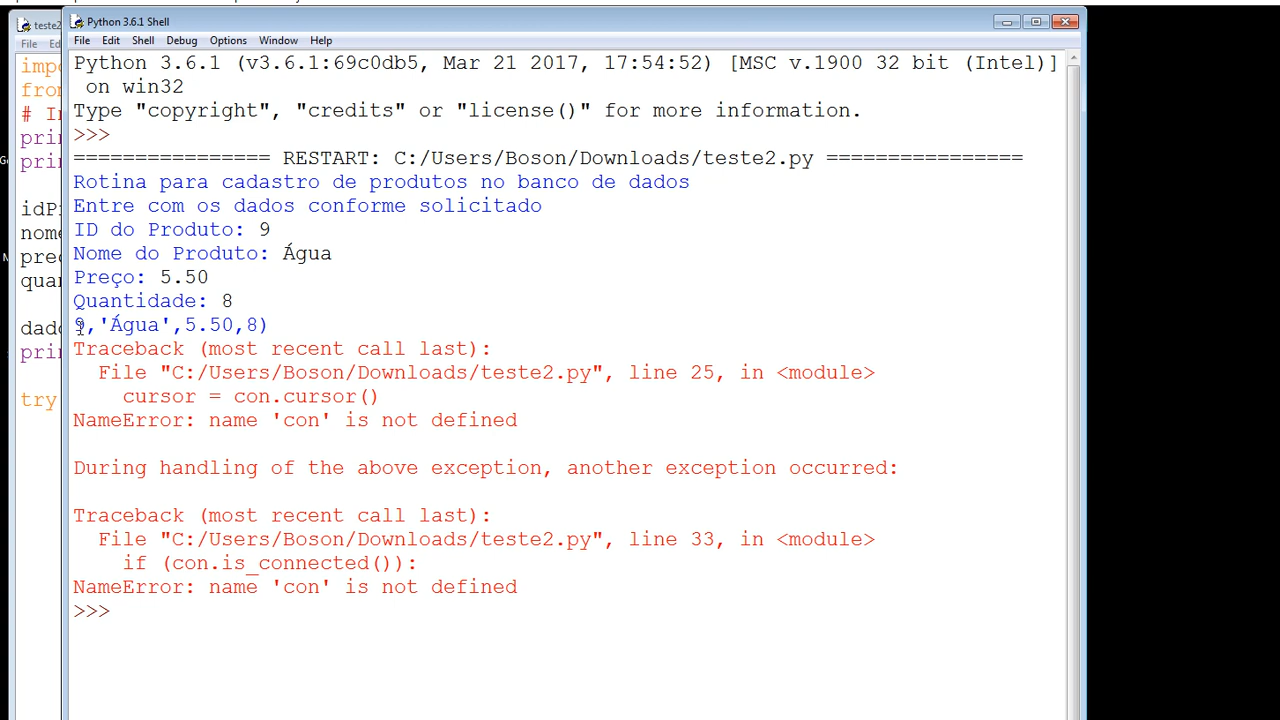 teste2
Python 3.6.1 Shell
File Edit Shell Debug Options Window Help
File Ed
Python 3.6.1 (v3.6.1:69c0db5, Mar 21 2017, 17:54:52) [MSC v.1900 32 bit (Intel)]
on win32
Type "copyright", "credits" or "license()" for more information.
>>>
================ RESTART: C:/Users/Boson/Downloads/teste2.py ================
Rotina para cadastro de produtos no banco de dados
Entre com os dados conforme solicitado
ID do Produto: 9
Nome do Produto: Água
Preço: 5.50
Quantidade: 8
9,'Água',5.50,8)
Traceback (most recent call last):
File "C:/Users/Boson/Downloads/teste2.py", line 25, in <module>
cursor = con.cursor()
NameError: name 'con' is not defined
During handling of the above exception, another exception occurred:
Traceback (most recent call last):
File "C:/Users/Boson/Downloads/teste2.py", line 33, in <module>
if (con.is_connected()):
NameError: name 'con' is not defined
>>>
try